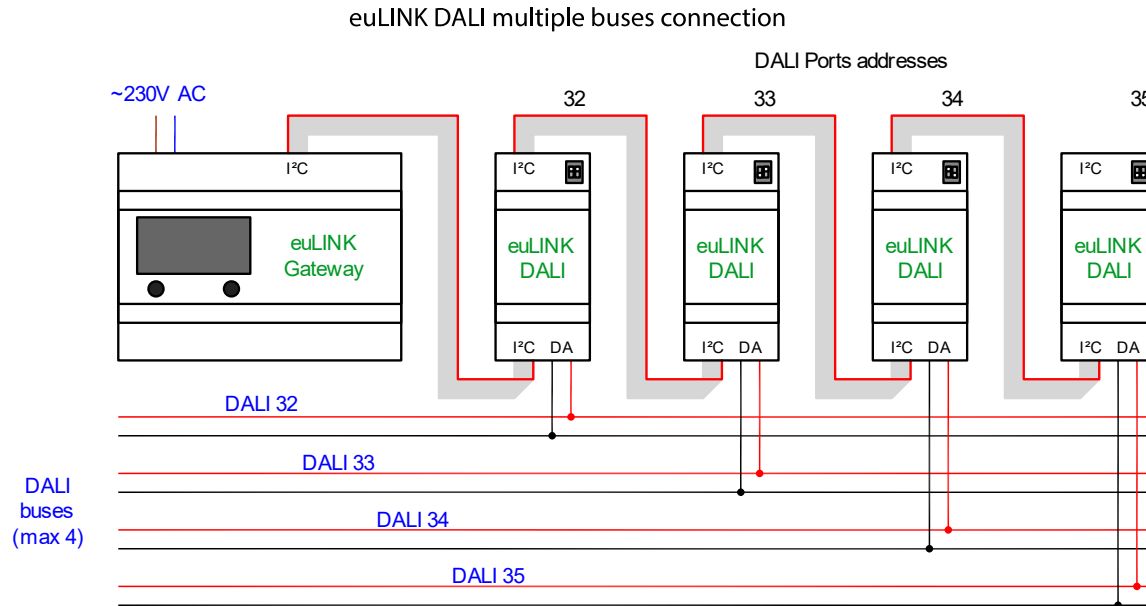 euLINK DALI multiple buses connection
DALI Ports addresses
~230V AC
32
33
34
35
I²C
I²C
I²C
I²C
I²C
euLINK
Gateway
euLINK
DALI
euLINK
DALI
euLINK
DALI
euLINK
DALI
I²C DA
I²C DA
I²C DA
I²C DA
DALI 32
DALI 33
DALI
buses
(max 4)
DALI 34
DALI 35